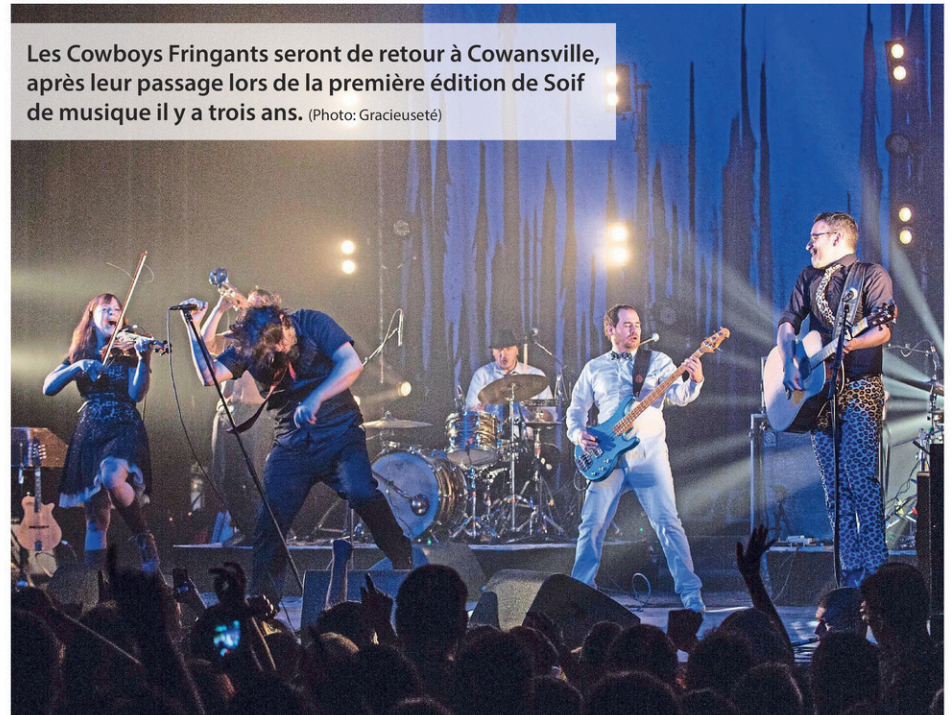 Les Cowboys Fringants seront de retour à Cowansville,
après leur passage lors de la première édition de Soif
de musique il y a trois ans. (Photo: Gracieuseté)